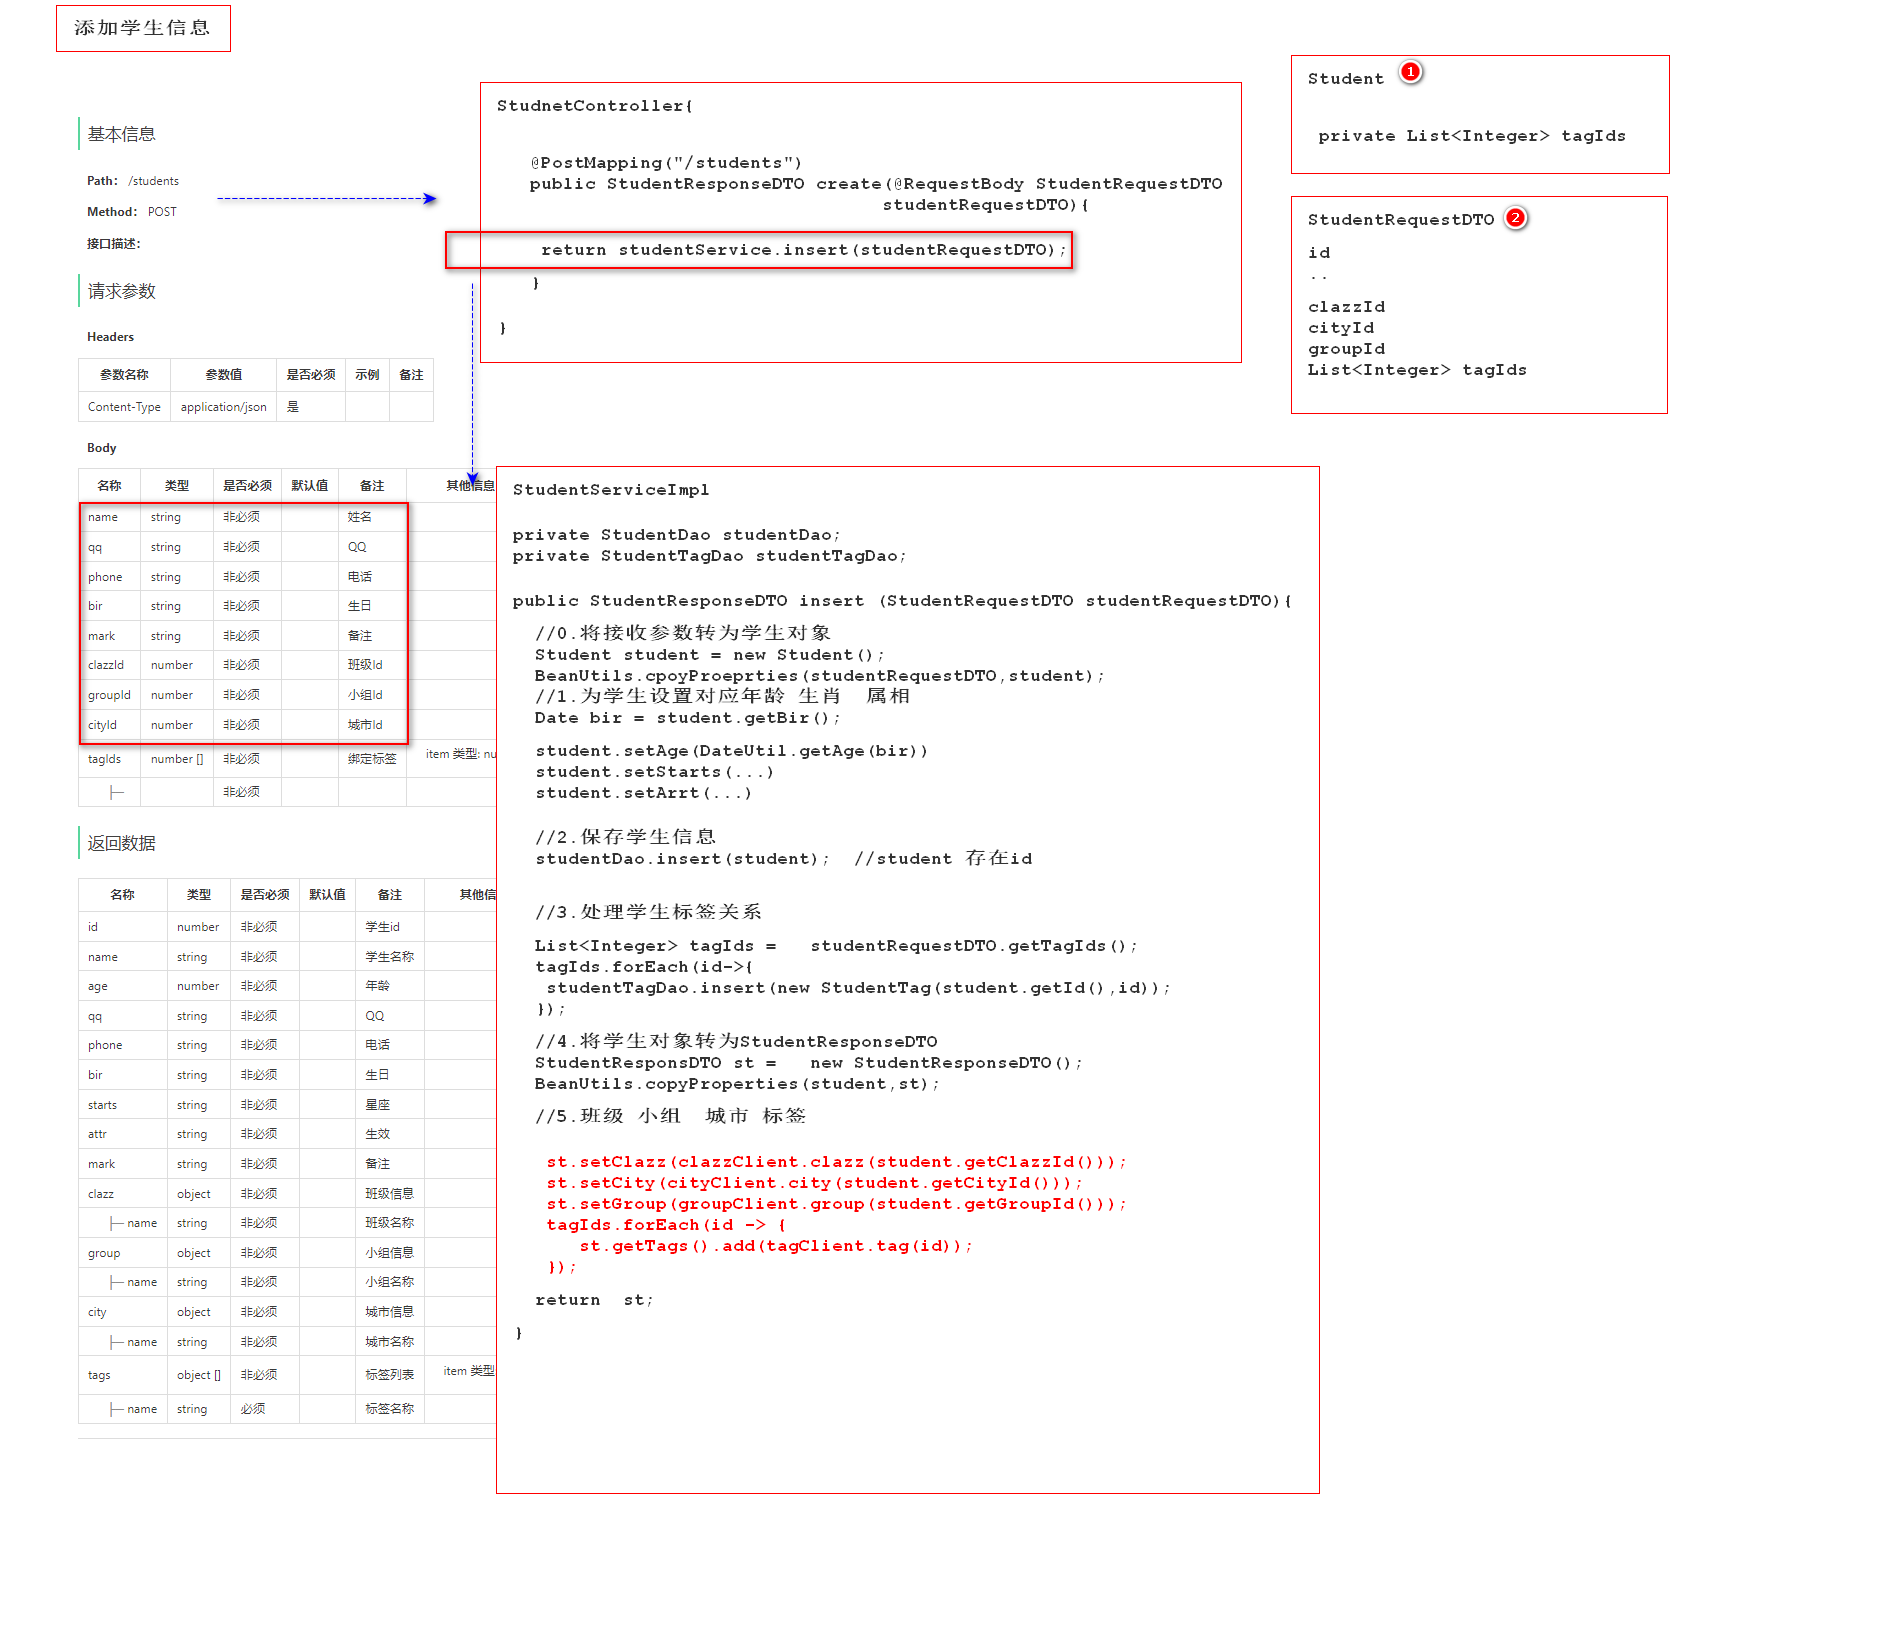 添加学生信息
基本信息
Path: /students
Method: POST
接口描述:
请求参数
Headers
参数名称 参数值 是否必须 示例 备注
Content-Type application/json 是
Body
名称 类型 是否必须 默认值 备注 其他信息
name string 非必须 姓名
qq string 非必须 QQ
phone string 非必须 电话
bir string 非必须 生日
mark string 非必须 备注
clazzId number 非必须 班级Id
groupId number 非必须 小组Id
cityId number 非必须 城市Id
tagIds number [] 非必须 绑定标签 item 类型: nu
├─ 非必须
返回数据
名称 类型 是否必须 默认值 备注 其他信
id number 非必须 学生id
name string 非必须 学生名称
age number 非必须 年龄
qq string 非必须 QQ
phone string 非必须 电话
bir string 非必须 生日
starts string 非必须 星座
attr string 非必须 生效
mark string 非必须 备注
clazz object 非必须 班级信息
├─ name string 非必须 班级名称
group object 非必须 小组信息
├─ name string 非必须 小组名称
city object 非必须 城市信息
├─ name string 非必须 城市名称
tags object [] 非必须 标签列表 item 类型
├─ name string 必须 标签名称
StudnetController{
@PostMapping("/students")
public StudentResponseDTO create(@RequestBody StudentRequestDTO
studentRequestDTO){
return studentService.insert(studentRequestDTO);
}
}
Student 1
private List<Integer> tagIds
StudentRequestDTO 2
id
..
clazzId
cityId
groupId
List<Integer> tagIds
StudentServiceImpl
private StudentDao studentDao;
private StudentTagDao studentTagDao;
public StudentResponseDTO insert (StudentRequestDTO studentRequestDTO){
//0.将接收参数转为学生对象
Student student = new Student();
BeanUtils.cpoyProeprties(studentRequestDTO,student);
//1.为学生设置对应年龄 生肖 属相
Date bir = student.getBir();
student.setAge(DateUtil.getAge(bir))
student.setStarts(...)
student.setArrt(...)
//2.保存学生信息
studentDao.insert(student); //student 存在id
//3.处理学生标签关系
List<Integer> tagIds = studentRequestDTO.getTagIds();
tagIds.forEach(id->{
studentTagDao.insert(new StudentTag(student.getId(),id));
});
//4.将学生对象转为StudentResponseDTO
StudentResponsDTO st = new StudentResponseDTO();
BeanUtils.copyProperties(student,st);
//5.班级 小组 城市 标签
st.setClazz(clazzClient.clazz(student.getClazzId()));
st.setCity(cityClient.city(student.getCityId()));
st.setGroup(groupClient.group(student.getGroupId()));
tagIds.forEach(id -> {
st.getTags().add(tagClient.tag(id));
});
return st;
}